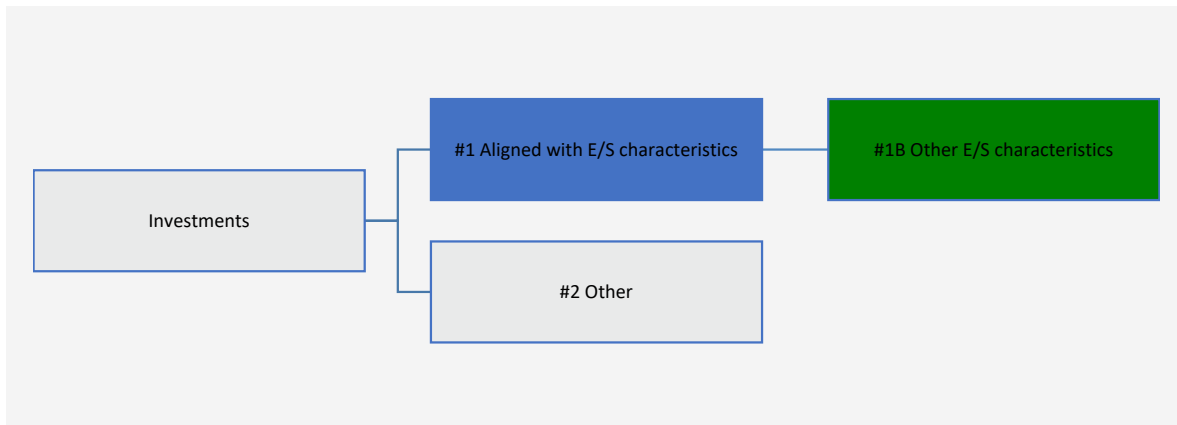 Investments
#1 Aligned with E/S characteristics
#1B Other E/S characteristics
#2 Other